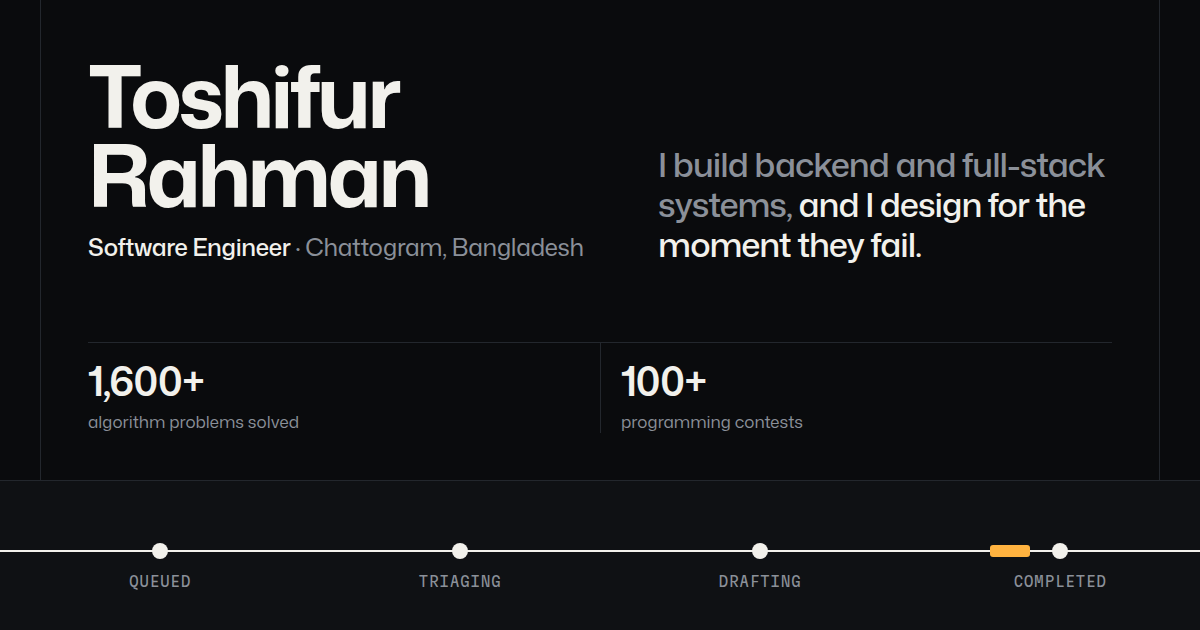 Toshifur
Rahman
Software Engineer · Chattogram, Bangladesh
I build backend and full-stack
systems, and I design for the
moment they fail.
1,600+
algorithm problems solved
100+
programming contests
QUEUED
TRIAGING
DRAFTING
COMPLETED